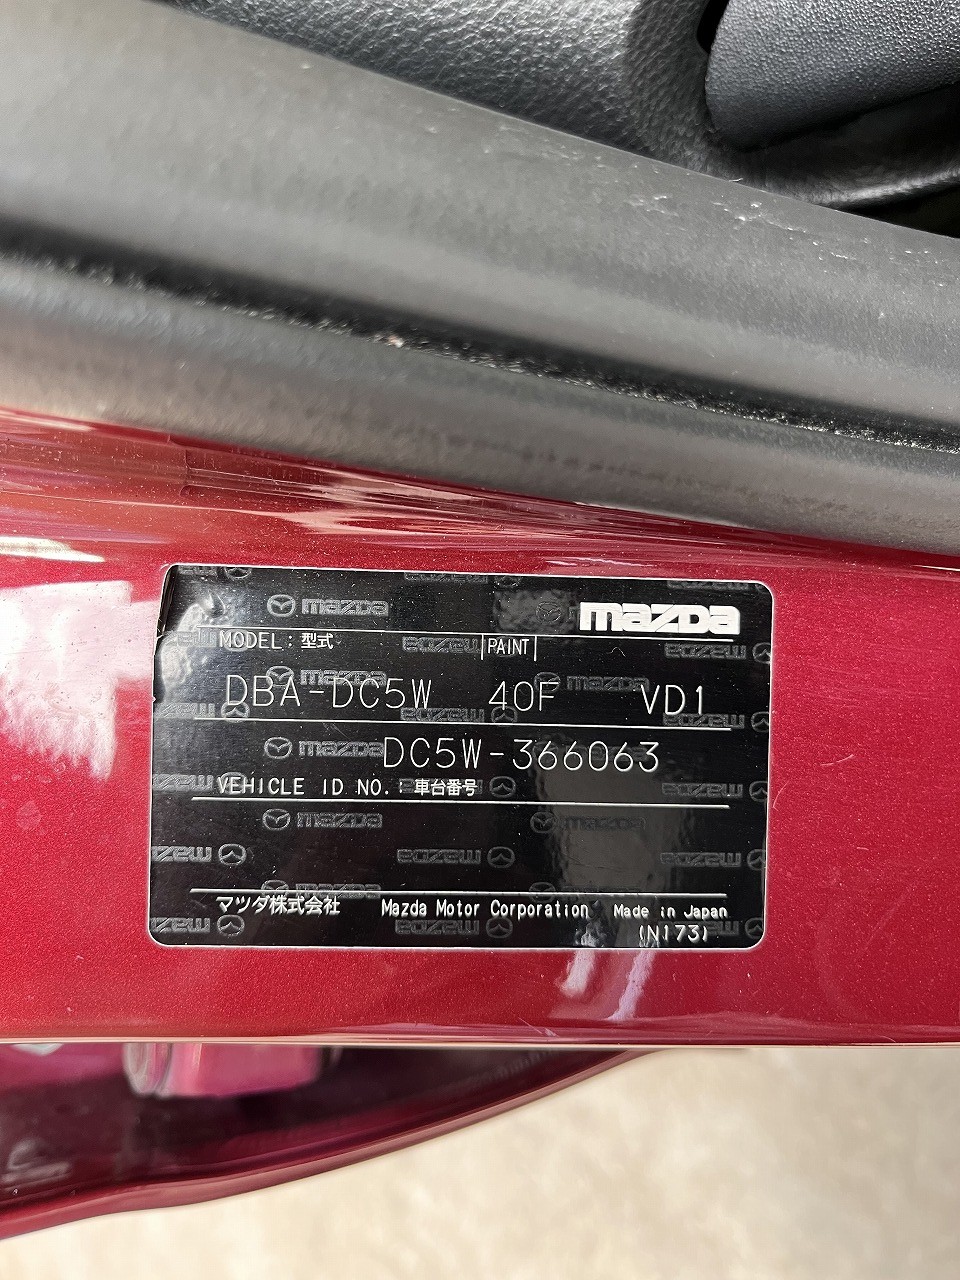 mazda
MODEL: 型式 PAINT
DBA-DC5W 40F VD1
DC5W-366063
VEHICLE ID NO.: 車台番号
マツダ株式会社 Mazda Motor Corporation Made in Japan
(N173)